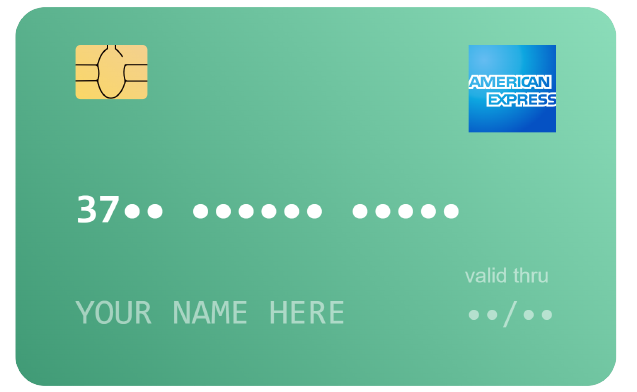 AMERICAN
EXPRESS
37•• •••••• •••••
valid thru
YOUR NAME HERE ••/••